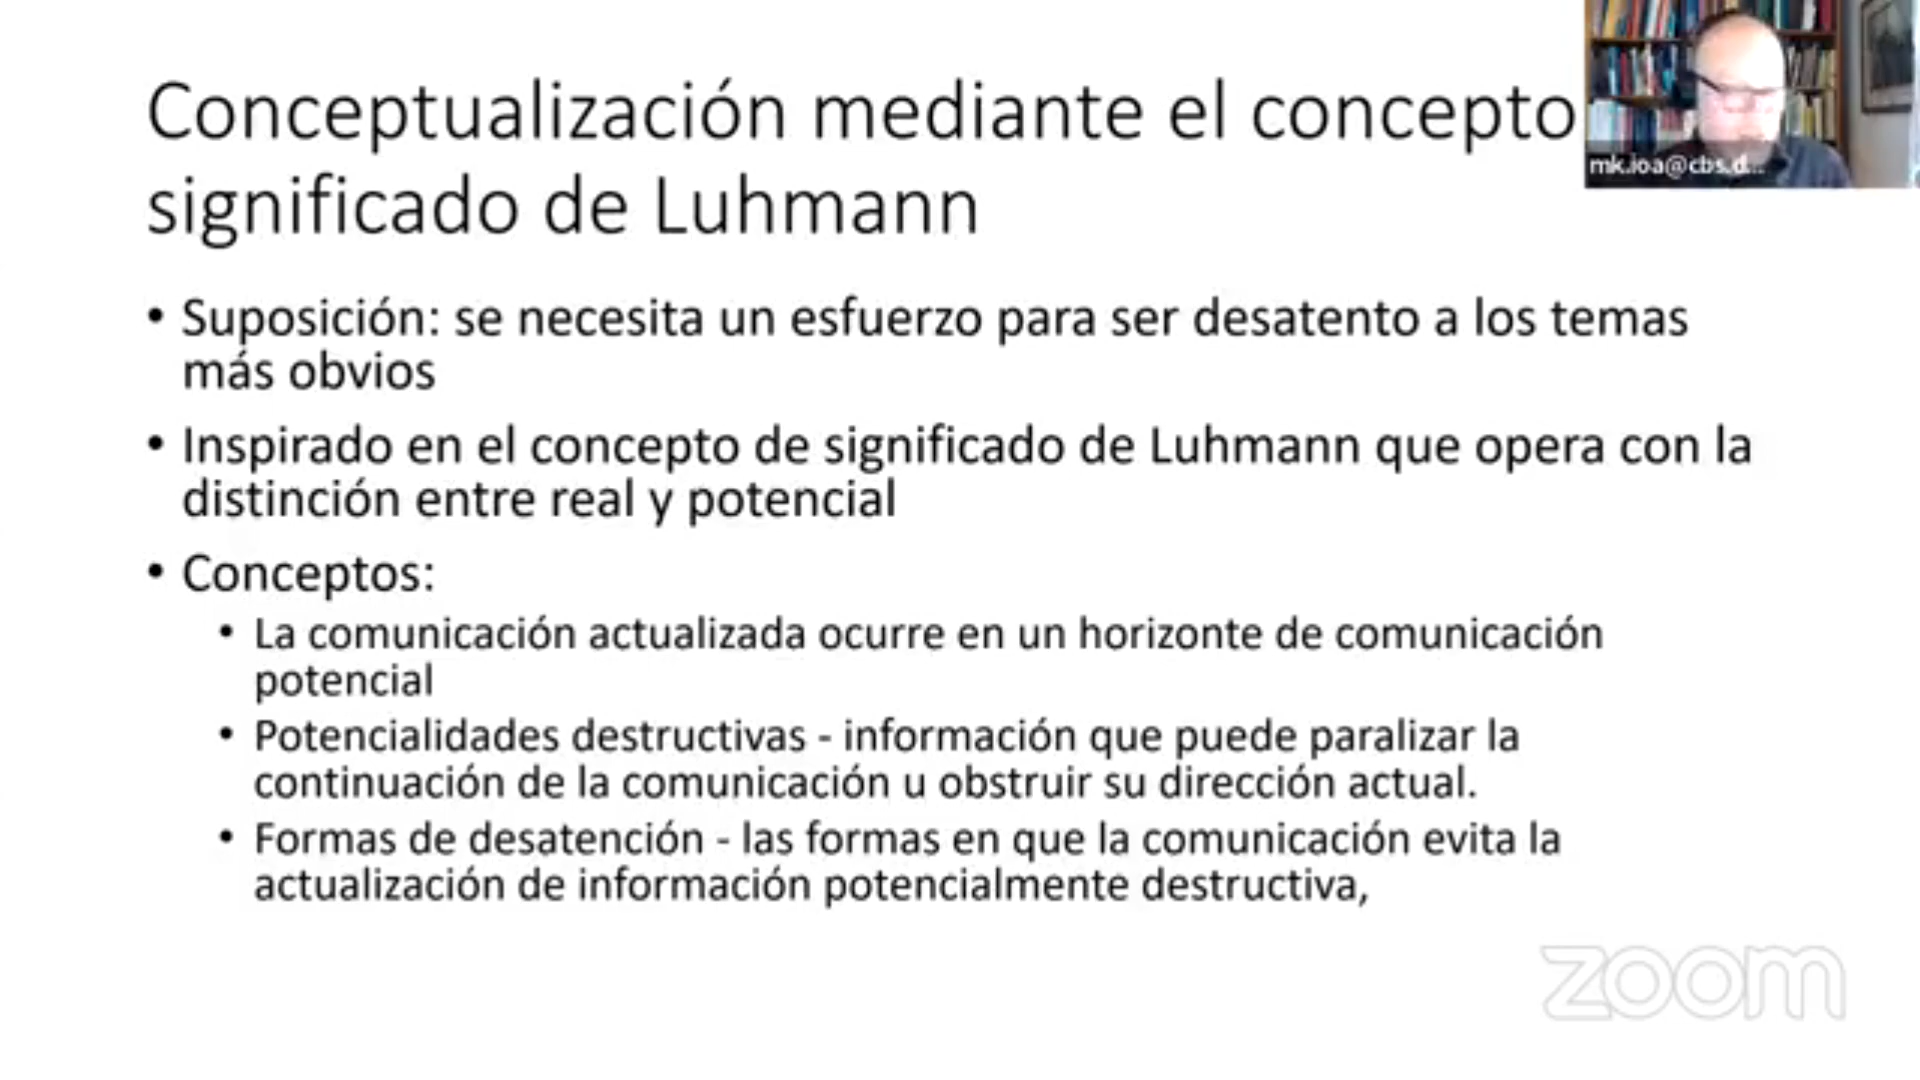 Conceptualización mediante el concepto
significado de Luhmann
mk.ioa@cbs.d...
• Suposición: se necesita un esfuerzo para ser desatento a los temas
más obvios
• Inspirado en el concepto de significado de Luhmann que opera con la
distinción entre real y potencial
• Conceptos:
• La comunicación actualizada ocurre en un horizonte de comunicación
potencial
• Potencialidades destructivas - información que puede paralizar la
continuación de la comunicación u obstruir su dirección actual.
• Formas de desatención - las formas en que la comunicación evita la
actualización de información potencialmente destructiva,
zoom